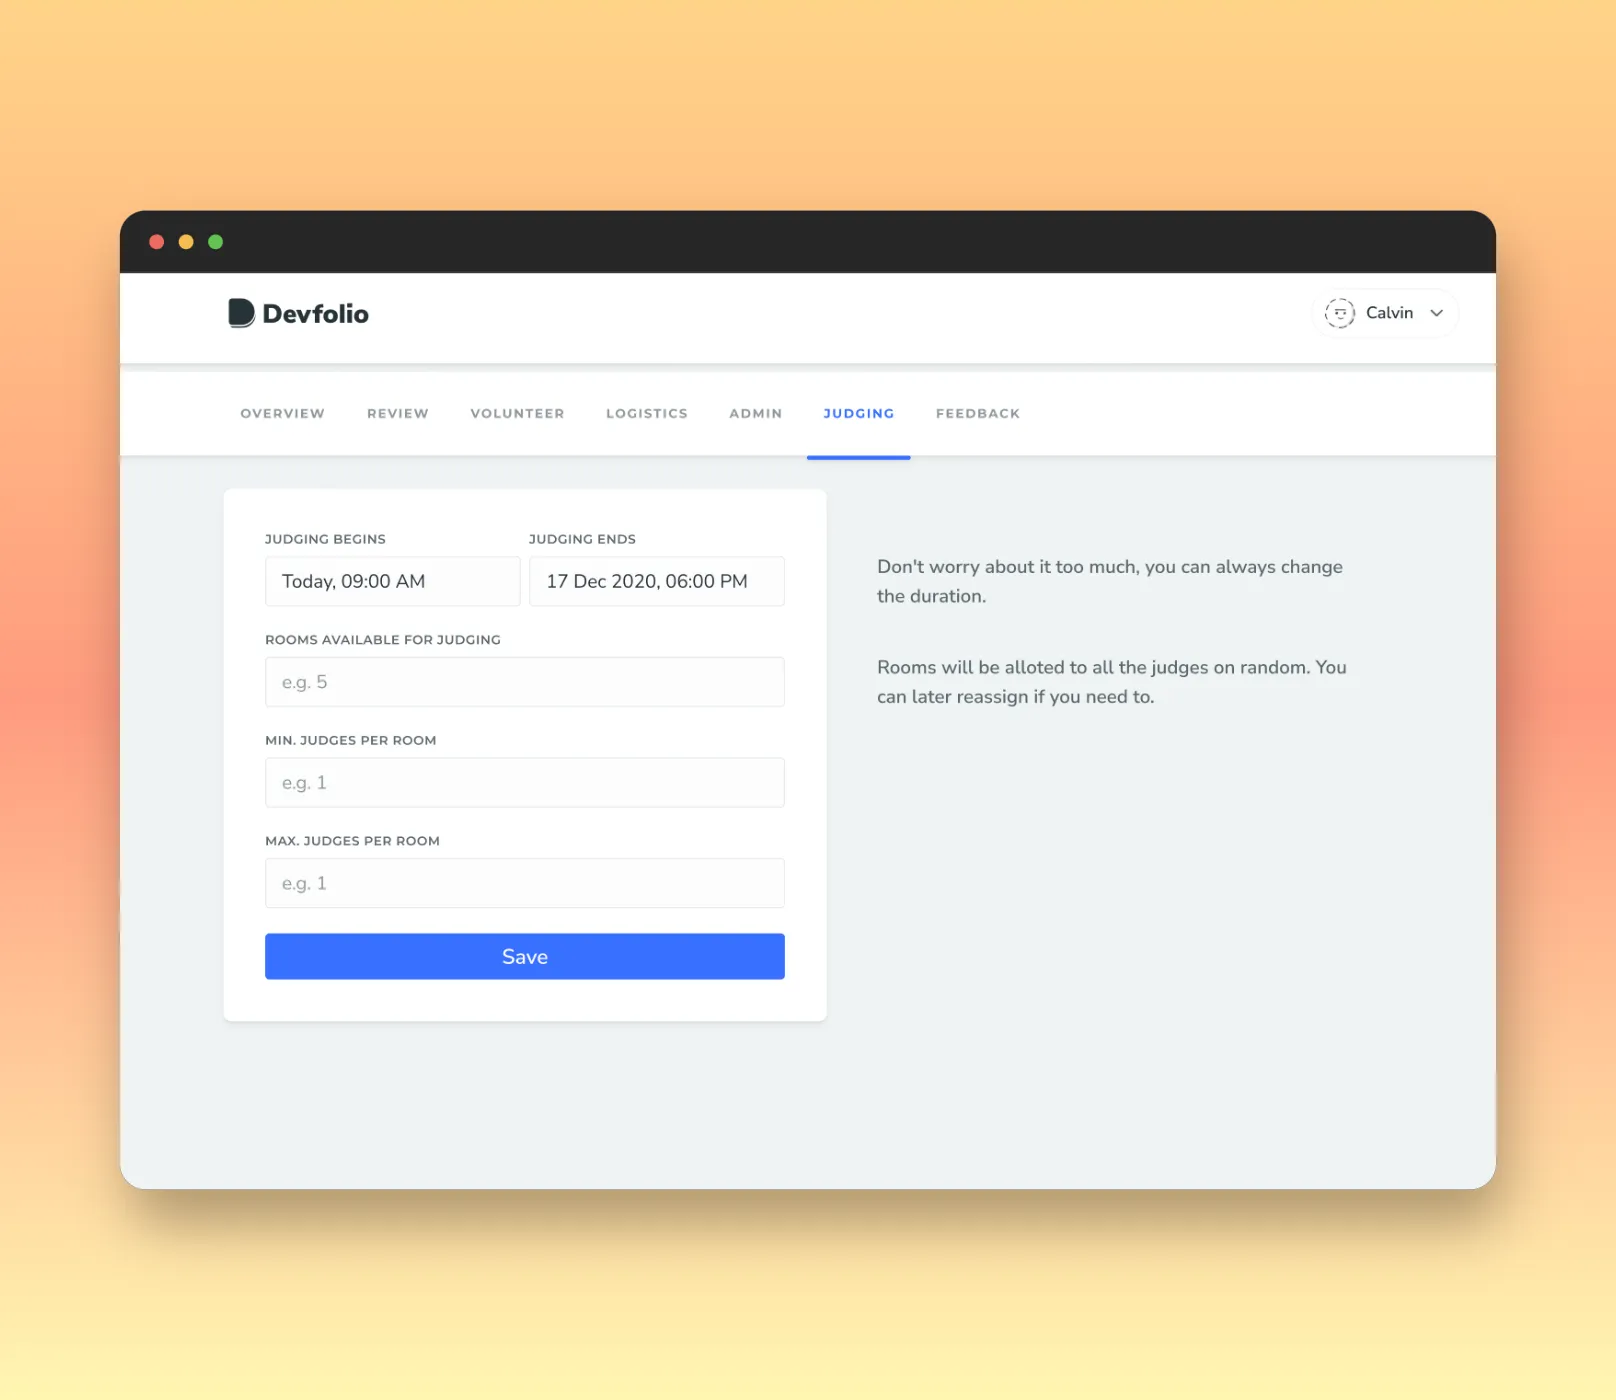 Devfolio
Calvin
OVERVIEW REVIEW VOLUNTEER LOGISTICS ADMIN JUDGING FEEDBACK
JUDGING BEGINS JUDGING ENDS
Today, 09:00 AM 17 Dec 2020, 06:00 PM
ROOMS AVAILABLE FOR JUDGING
e.g. 5
MIN. JUDGES PER ROOM
e.g. 1
MAX. JUDGES PER ROOM
e.g. 1
Save
Don't worry about it too much, you can always change
the duration.
Rooms will be alloted to all the judges on random. You
can later reassign if you need to.